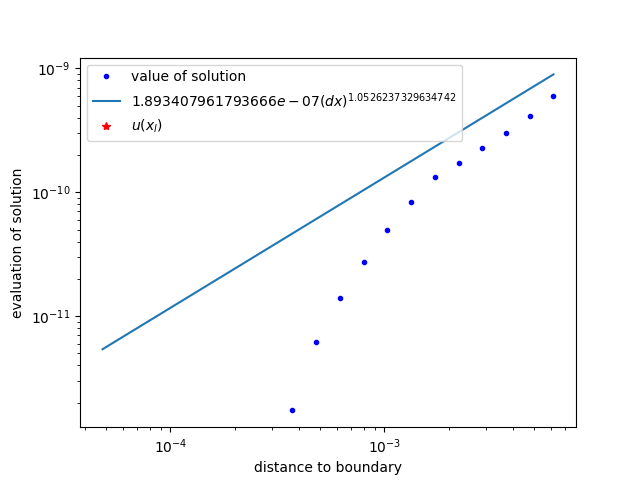 10⁻⁹
value of solution
1.893407961793666e − 07(dx)^1.0526237329634742
u(x_l)
10⁻¹⁰
10⁻¹¹
evaluation of solution
10⁻⁴
10⁻³
distance to boundary